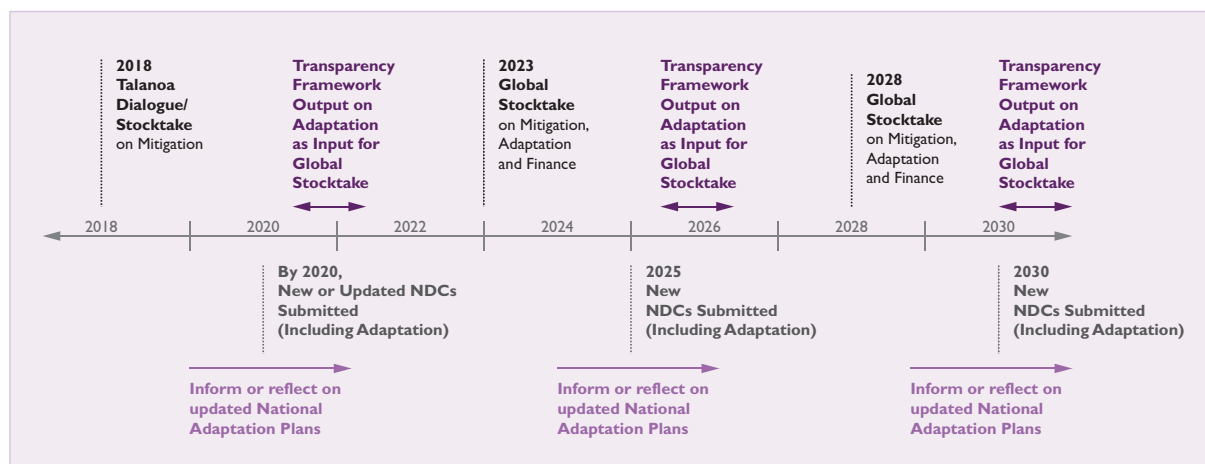 2018
Talanoa
Dialogue/
Stocktake
on Mitigation
Transparency
Framework
Output on
Adaptation
as Input for
Global
Stocktake
2023
Global
Stocktake
on Mitigation,
Adaptation
and Finance
Transparency
Framework
Output on
Adaptation
as Input for
Global
Stocktake
2028
Global
Stocktake
on Mitigation,
Adaptation
and Finance
Transparency
Framework
Output on
Adaptation
as Input for
Global
Stocktake
2018 2020 2022 2024 2026 2028 2030
By 2020,
New or Updated NDCs
Submitted
(Including Adaptation)
2025
New
NDCs Submitted
(Including Adaptation)
2030
New
NDCs Submitted
(Including Adaptation)
Inform or reflect on
updated National
Adaptation Plans
Inform or reflect on
updated National
Adaptation Plans
Inform or reflect on
updated National
Adaptation Plans